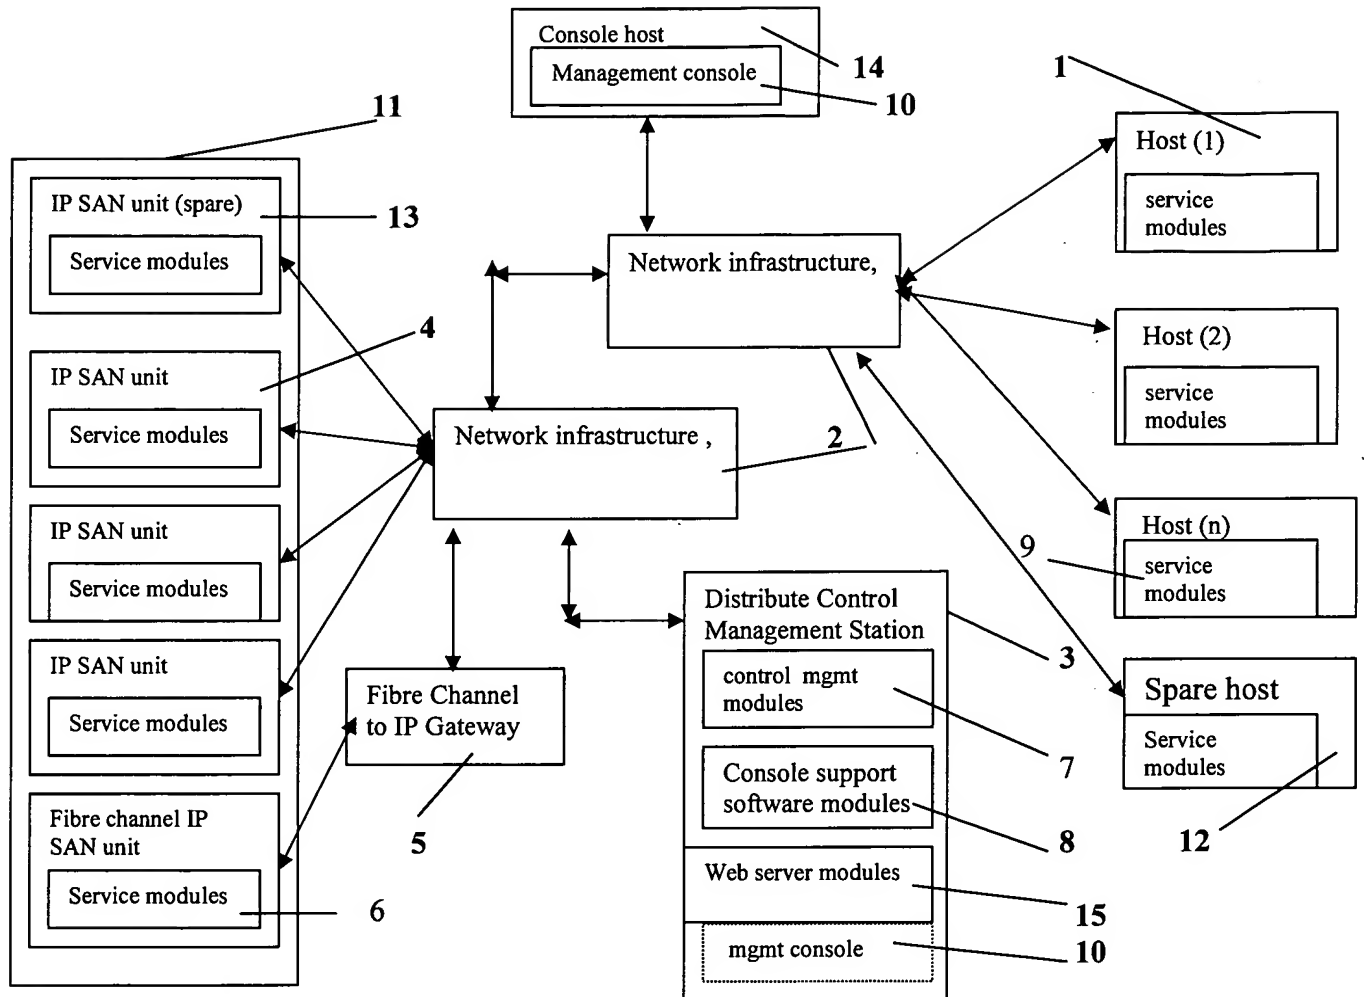 Console host
Management console
14
10
1
11
Host (1)
service
modules
IP SAN unit (spare)
13
Service modules
Network infrastructure,
4
Host (2)
service
modules
IP SAN unit
Service modules
Network infrastructure ,
2
Host (n)
9
service
modules
IP SAN unit
Service modules
Distribute Control
Management Station
3
control mgmt
modules
7
Console support
software modules
8
Web server modules
15
mgmt console
10
IP SAN unit
Service modules
Fibre Channel
to IP Gateway
5
Spare host
Service
modules
12
Fibre channel IP
SAN unit
Service modules
6